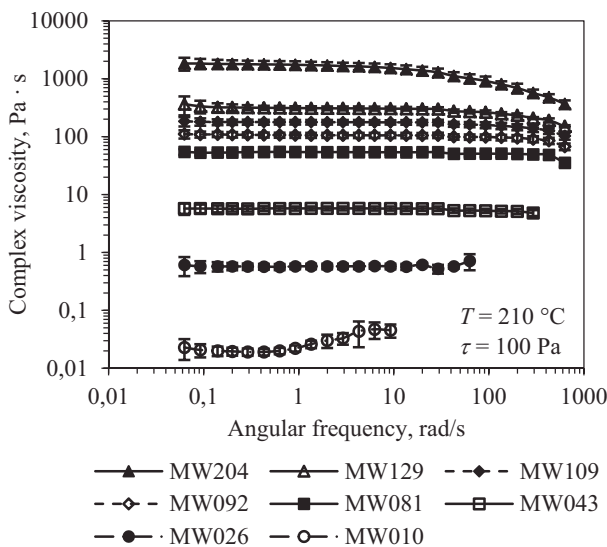 Complex viscosity, Pa · s
10000
1000
100
10
1
0,1
0,01
T = 210 °C
τ = 100 Pa
0,01 0,1 1 10 100 1000
Angular frequency, rad/s
MW204 MW129 MW109
MW092 MW081 MW043
MW026 MW010